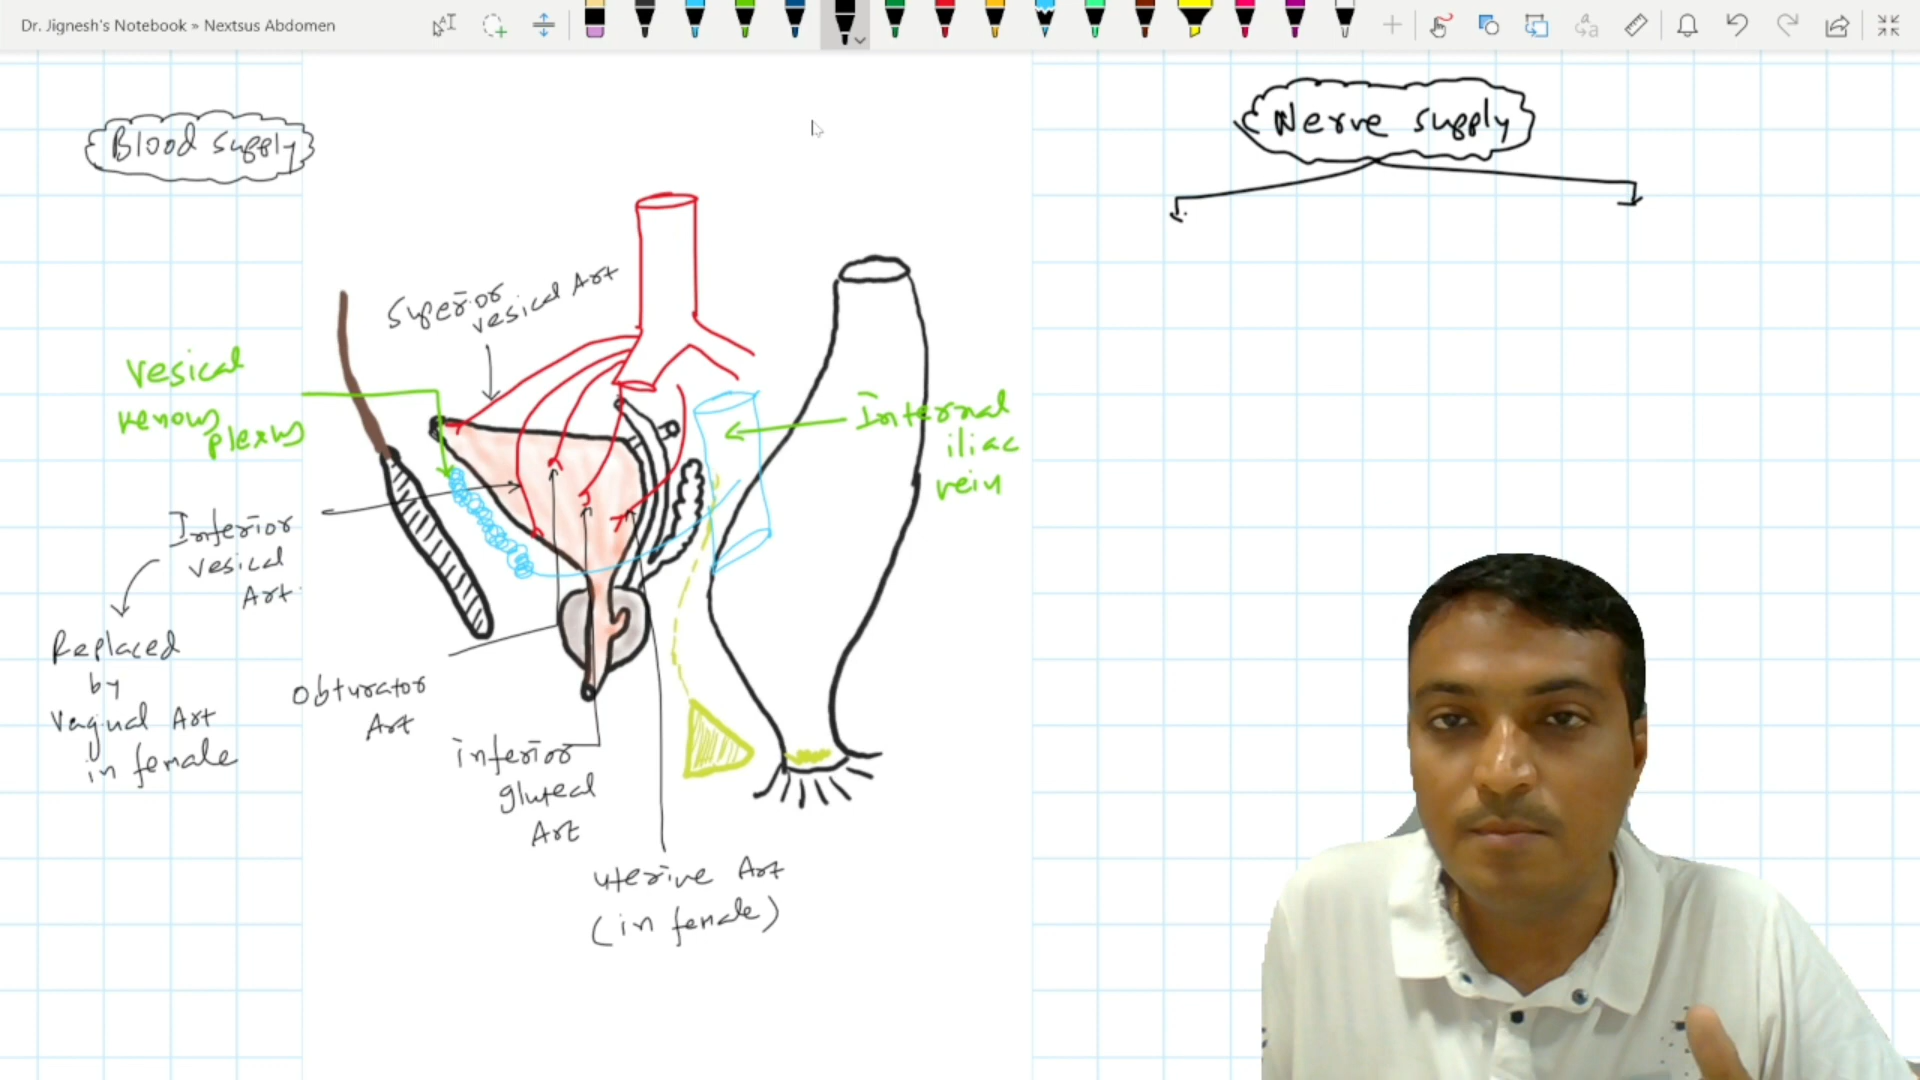 Dr. Jignesh's Notebook » Nextsus Abdomen
Blood supply
Nerve supply
Superior
vesical Art
Vesical
venous
plexus
Internal
iliac
vein
Inferior
vesical
Art.
Replaced
by
Vaginal Art
in female
Obturator
Art
inferior
gluteal
Art
Uterine Art
(in female)